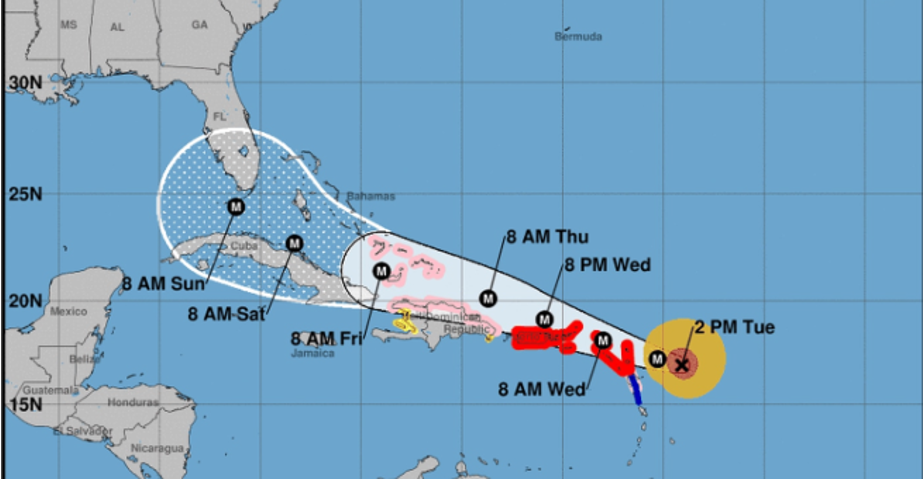 MS
AL
GA
S
Bermuda
30N
FL
25N
Bahamas
8 AM Thu
8 PM Wed
Cuba
8 AM Sun
20N
8 AM Sat
Mexico
Dominican
Republic
2 PM Tue
8 AM Fri
Jamaica
Belize
8 AM Wed
Guatemala
15N
Honduras
El Salvador
Nicaragua
M
M
M
M
M
M
M